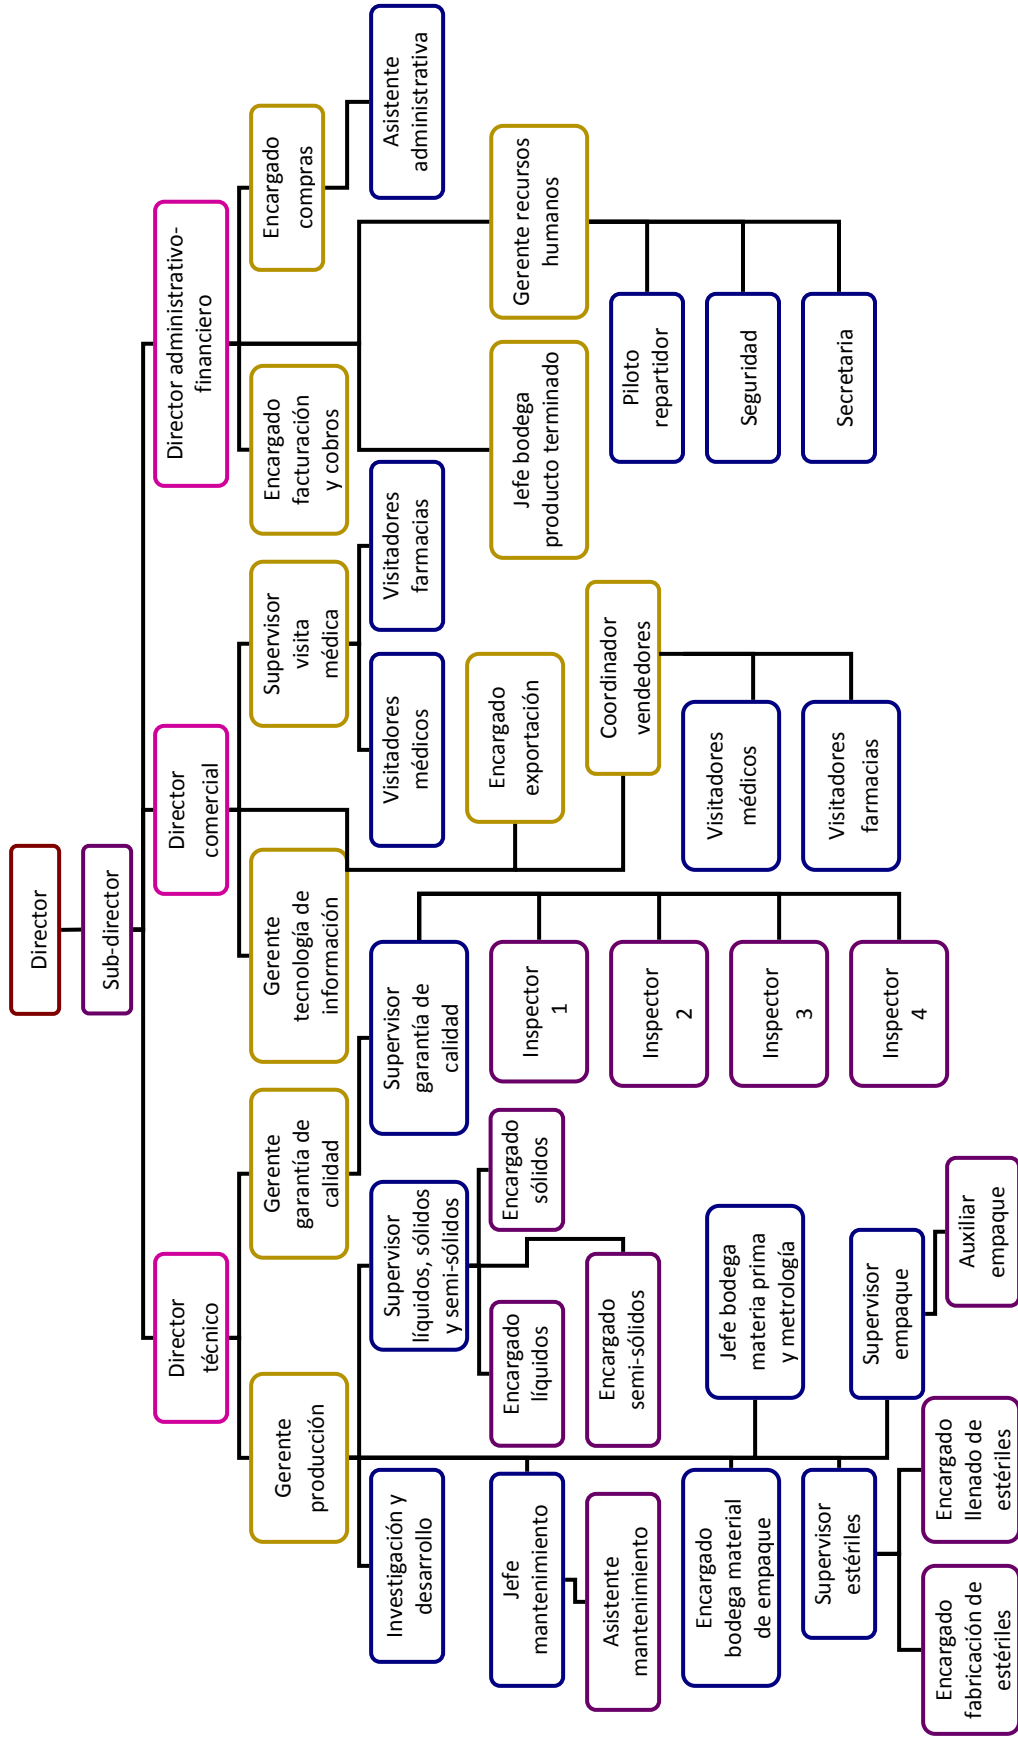 Director
Sub-director
Director
técnico
Director
comercial
Director administrativo-
financiero
Gerente
producción
Gerente
garantía de
calidad
Gerente
tecnología de
información
Supervisor
visita
médica
Encargado
facturación
y cobros
Encargado
compras
Investigación y
desarrollo
Supervisor
líquidos, sólidos
y semi-sólidos
Supervisor
garantía de
calidad
Visitadores
médicos
Visitadores
farmacias
Asistente
administrativa
Jefe
mantenimiento
Encargado
líquidos
Encargado
sólidos
Inspector
1
Encargado
exportación
Jefe bodega
producto terminado
Gerente recursos
humanos
Asistente
mantenimiento
Encargado
semi-sólidos
Inspector
2
Coordinador
vendedores
Piloto
repartidor
Encargado
bodega material
de empaque
Jefe bodega
materia prima
y metrología
Inspector
3
Visitadores
médicos
Seguridad
Supervisor
estériles
Supervisor
empaque
Inspector
4
Visitadores
farmacias
Secretaria
Encargado
fabricación de
estériles
Encargado
llenado de
estériles
Auxiliar
empaque